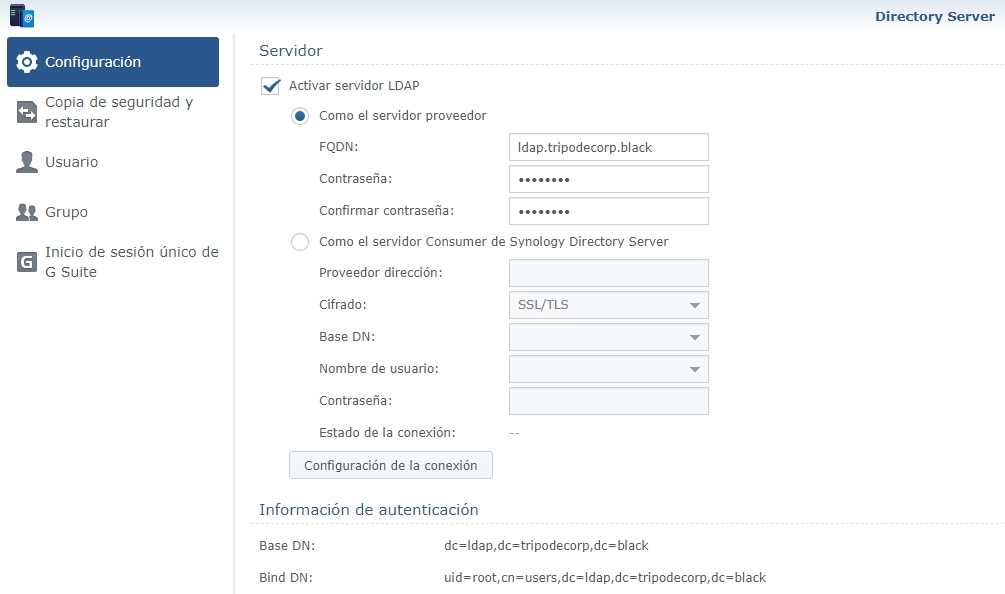 Directory Server
Configuración
Copia de seguridad y
restaurar
Usuario
Grupo
G
Inicio de sesión único de
G Suite
Servidor
Activar servidor LDAP
Como el servidor proveedor
FQDN: ldap.tripodecorp.black
Contraseña: ••••••••
Confirmar contraseña: ••••••••
Como el servidor Consumer de Synology Directory Server
Proveedor dirección:
Cifrado: SSL/TLS
Base DN:
Nombre de usuario:
Contraseña:
Estado de la conexión: --
Configuración de la conexión
Información de autenticación
Base DN: dc=ldap,dc=tripodecorp,dc=black
Bind DN: uid=root,cn=users,dc=ldap,dc=tripodecorp,dc=black